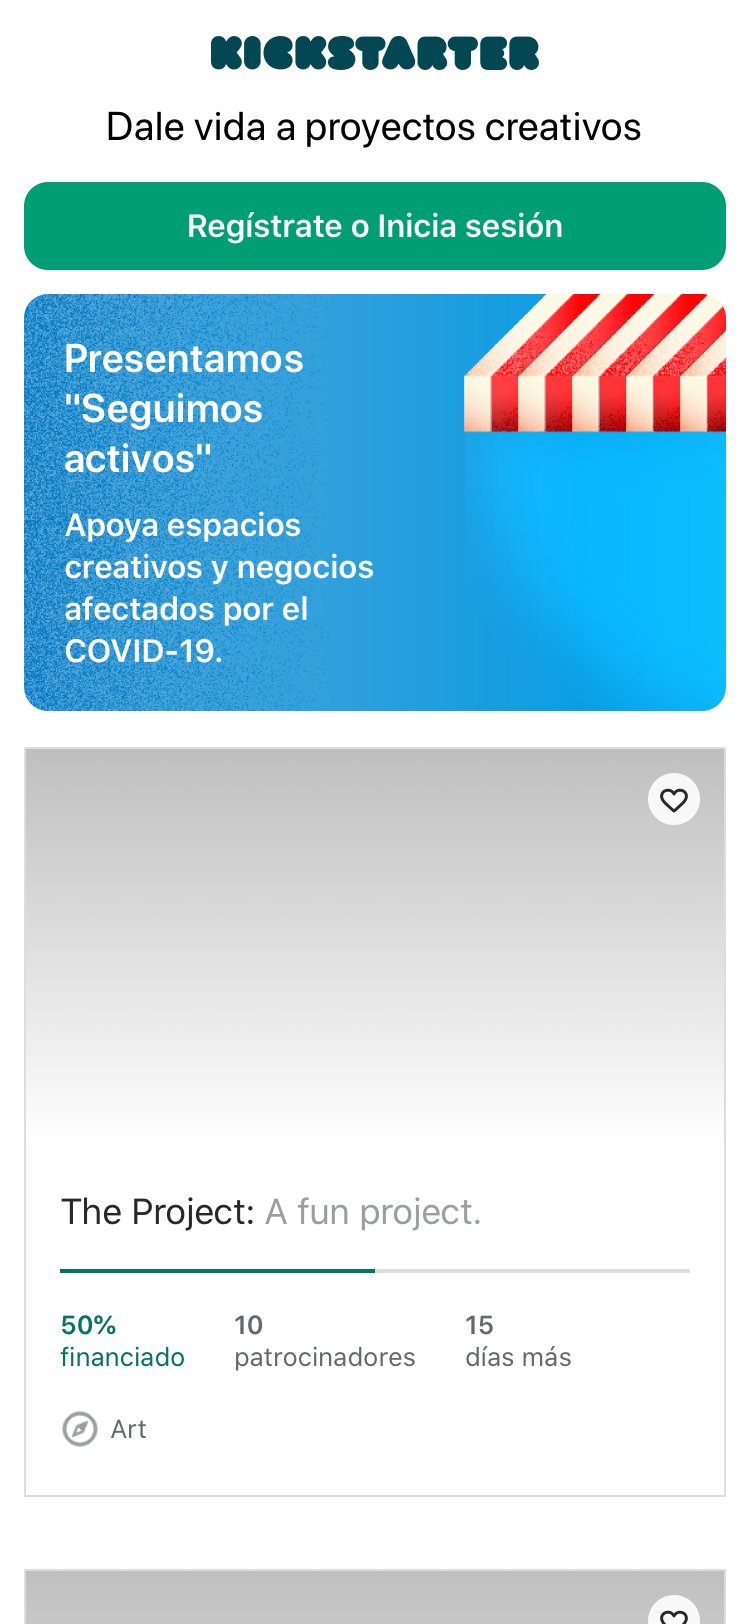 KICKSTARTER
Dale vida a proyectos creativos
Regístrate o Inicia sesión
Presentamos
"Seguimos
activos"
Apoya espacios
creativos y negocios
afectados por el
COVID-19.
The Project: A fun project.
50%
financiado
10
patrocinadores
15
días más
Art